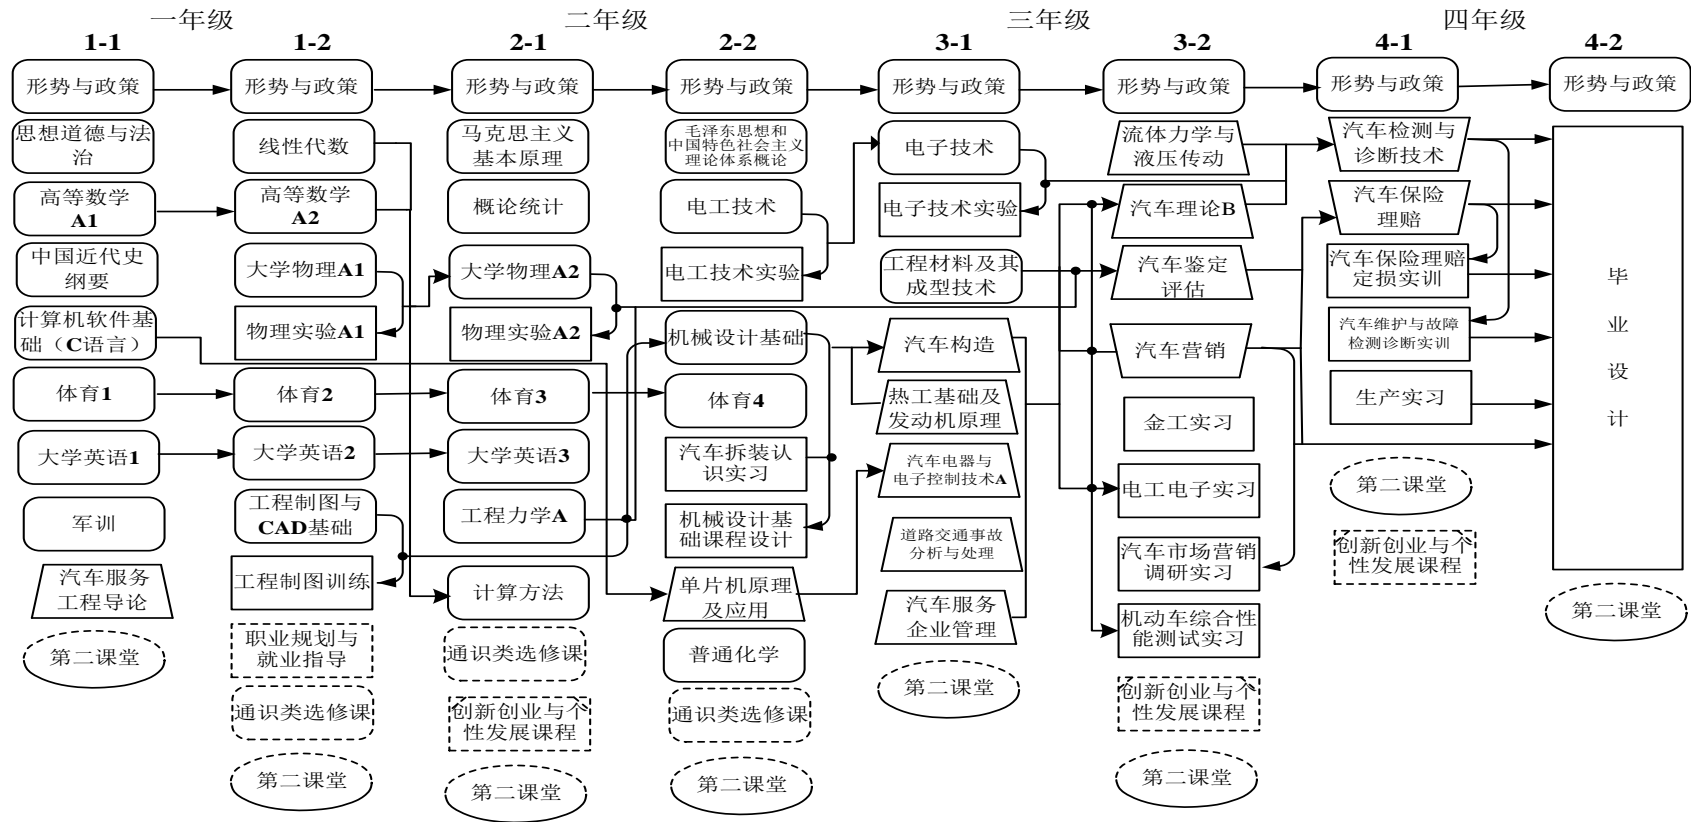 一年级
二年级
三年级
四年级
1-1
1-2
2-1
2-2
3-1
3-2
4-1
4-2
形势与政策
思想道德与法
治
高等数学
A1
中国近代史
纲要
计算机软件基
础（C语言）
体育1
大学英语1
军训
汽车服务
工程导论
第二课堂
形势与政策
线性代数
高等数学
A2
大学物理A1
物理实验A1
体育2
大学英语2
工程制图与
CAD基础
工程制图训练
职业规划与
就业指导
通识类选修课
第二课堂
形势与政策
马克思主义
基本原理
概论统计
大学物理A2
物理实验A2
体育3
大学英语3
工程力学A
计算方法
通识类选修课
创新创业与个
性发展课程
第二课堂
形势与政策
毛泽东思想和
中国特色社会主义
理论体系概论
电工技术
电工技术实验
机械设计基础
体育4
汽车拆装认
识实习
机械设计基
础课程设计
单片机原理
及应用
普通化学
通识类选修课
第二课堂
形势与政策
电子技术
电子技术实验
工程材料及其
成型技术
汽车构造
热工基础及
发动机原理
汽车电器与
电子控制技术A
道路交通事故
分析与处理
汽车服务
企业管理
第二课堂
形势与政策
流体力学与
液压传动
汽车理论B
汽车鉴定
评估
汽车营销
金工实习
电工电子实习
汽车市场营销
调研实习
机动车综合性
能测试实习
创新创业与个
性发展课程
第二课堂
形势与政策
汽车检测与
诊断技术
汽车保险
理赔
汽车保险理赔
定损实训
汽车维护与故障
检测诊断实训
生产实习
第二课堂
创新创业与个
性发展课程
形势与政策
毕
业
设
计
第二课堂